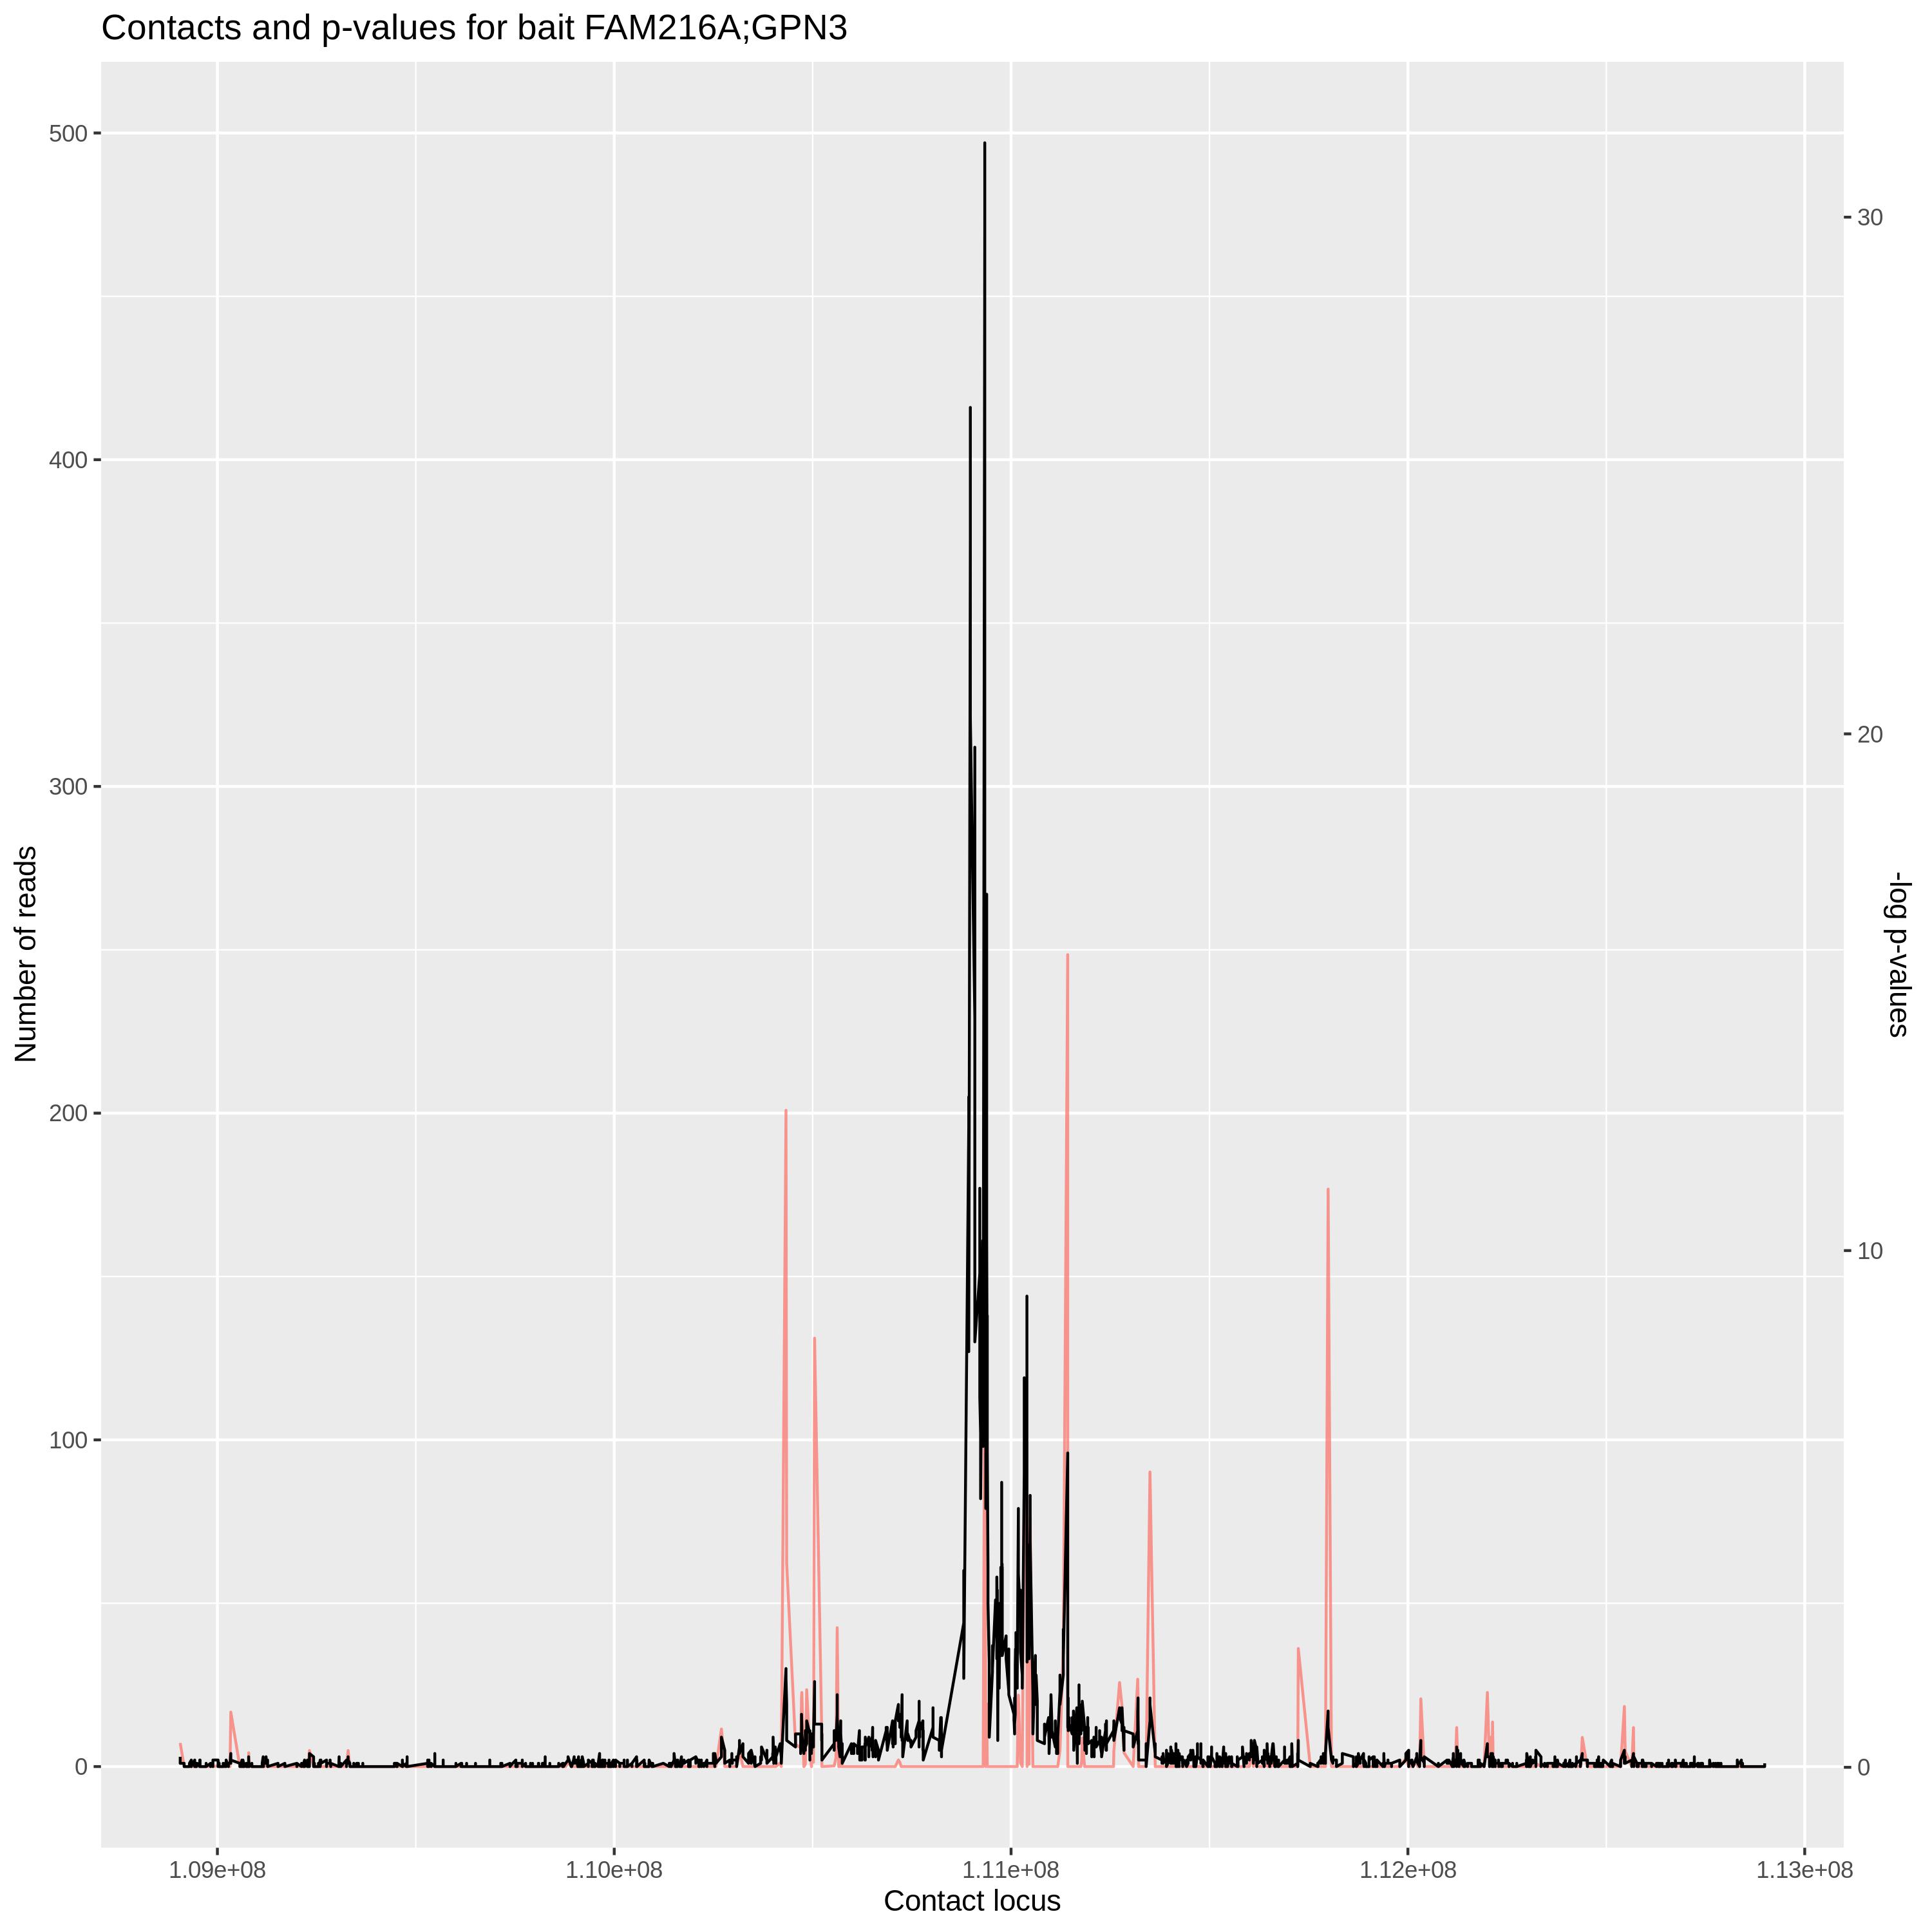 Contacts and p-values for bait FAM216A;GPN3
500
400
300
200
100
0
Number of reads
30
20
10
0
-log p-values
1.09e+08
1.10e+08
1.11e+08
1.12e+08
1.13e+08
Contact locus